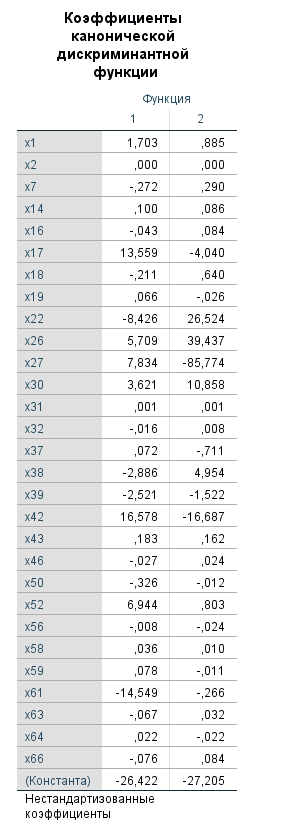 Коэффициенты
канонической
дискриминантной
функции
Функция
1 2
x1 1,703 ,885
x2 ,000 ,000
x7 -,272 ,290
x14 ,100 ,086
x16 -,043 ,084
x17 13,559 -4,040
x18 -,211 ,640
x19 ,066 -,026
x22 -8,426 26,524
x26 5,709 39,437
x27 7,834 -85,774
x30 3,621 10,858
x31 ,001 ,001
x32 -,016 ,008
x37 ,072 -,711
x38 -2,886 4,954
x39 -2,521 -1,522
x42 16,578 -16,687
x43 ,183 ,162
x46 -,027 ,024
x50 -,326 -,012
x52 6,944 ,803
x56 -,008 -,024
x58 ,036 ,010
x59 ,078 -,011
x61 -14,549 -,266
x63 -,067 ,032
x64 ,022 -,022
x66 -,076 ,084
(Константа) -26,422 -27,205
Нестандартизованные
коэффициенты